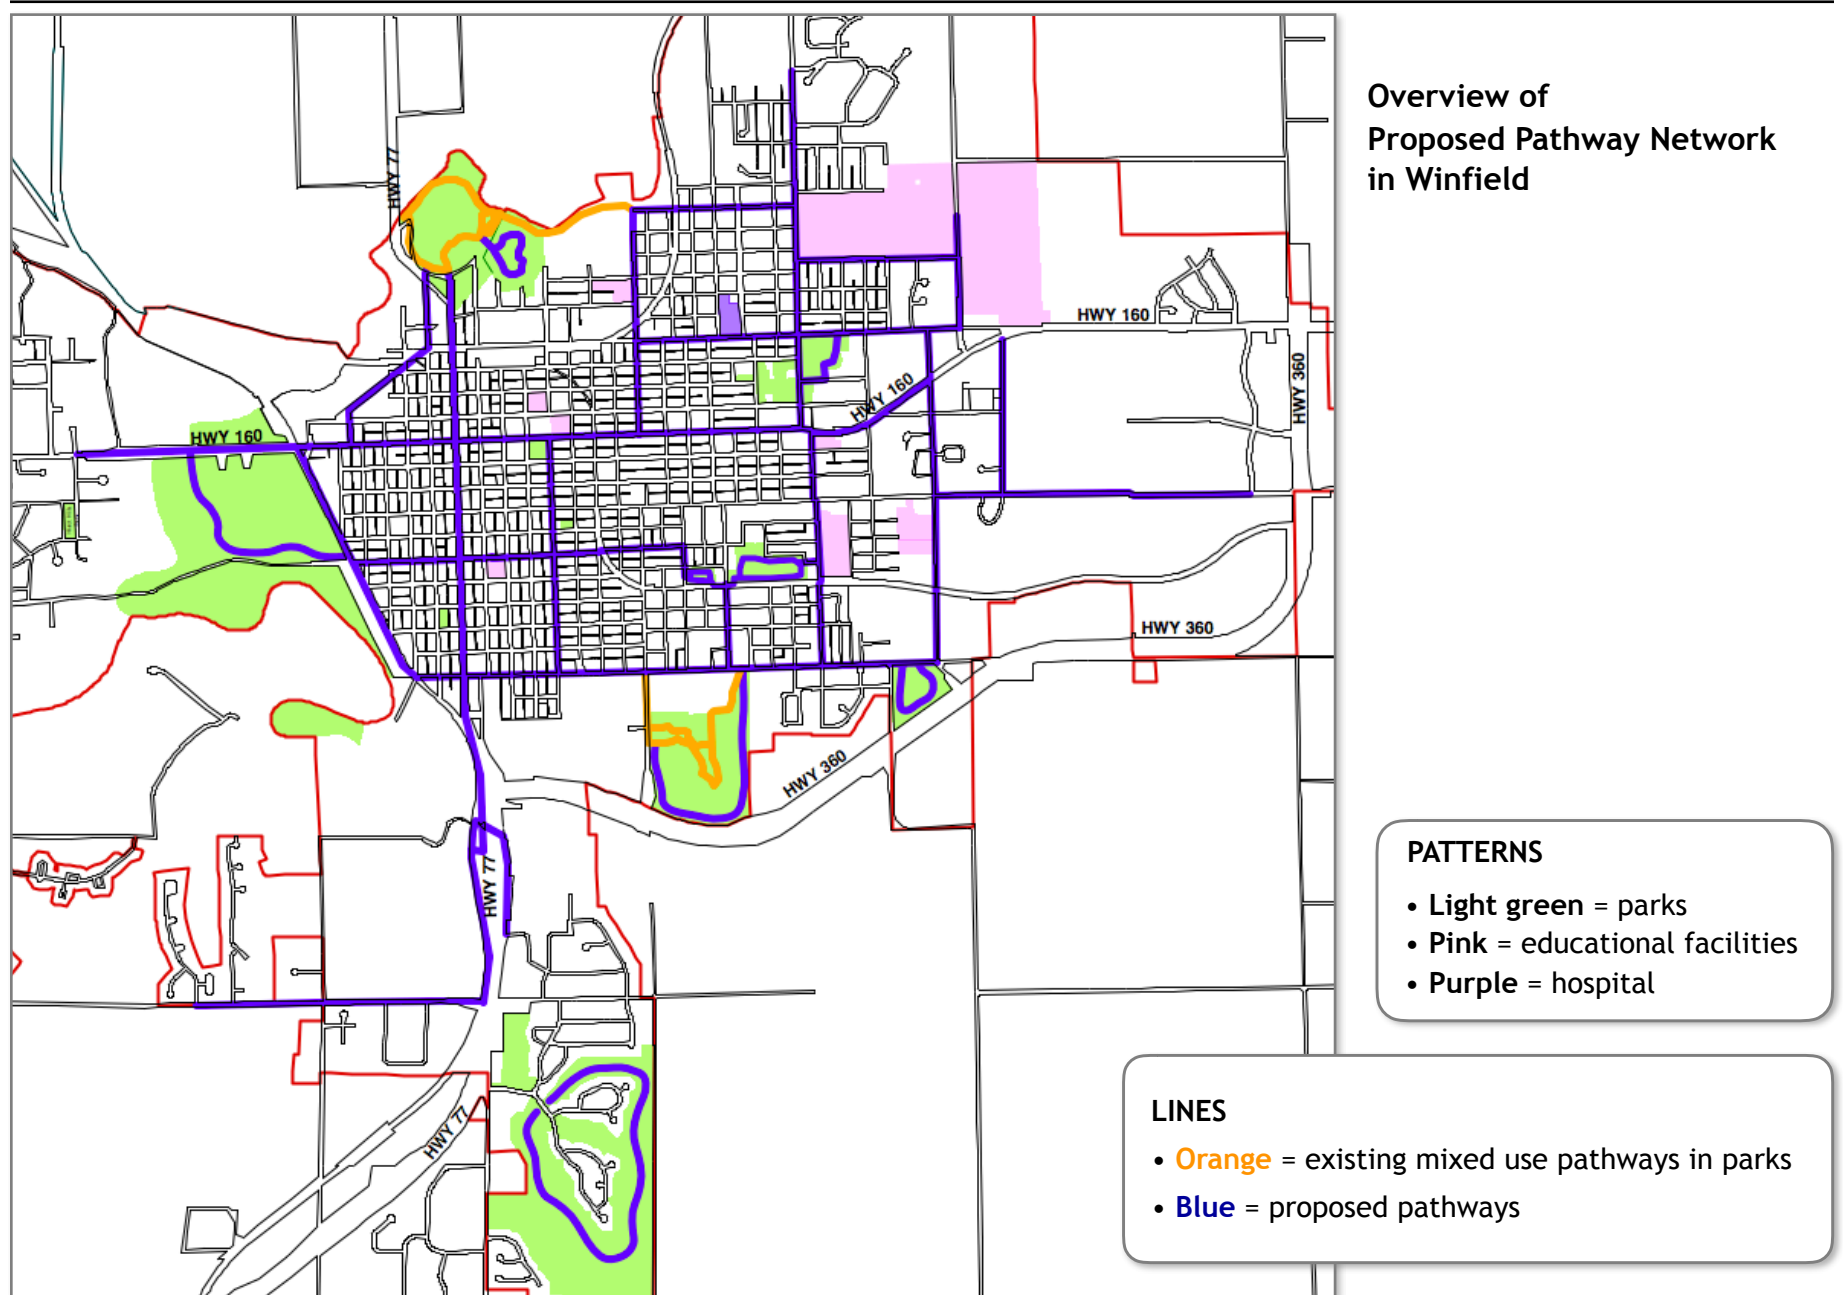 Overview of
Proposed Pathway Network
in Winfield
HWY 77
HWY 160
HWY 360
HWY 160
HWY 160
HWY 360
HWY 360
HWY 77
HWY 77
PATTERNS
• Light green = parks
• Pink = educational facilities
• Purple = hospital
LINES
• Orange = existing mixed use pathways in parks
• Blue = proposed pathways